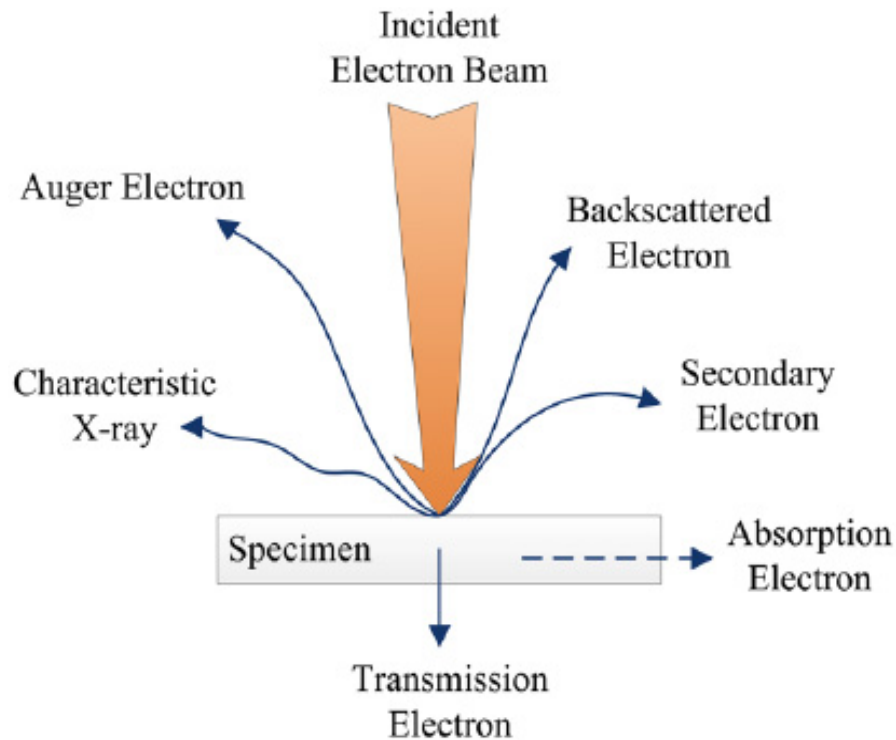 Incident
Electron Beam
Auger Electron
Backscattered
Electron
Characteristic
X-ray
Secondary
Electron
Specimen
Absorption
Electron
Transmission
Electron